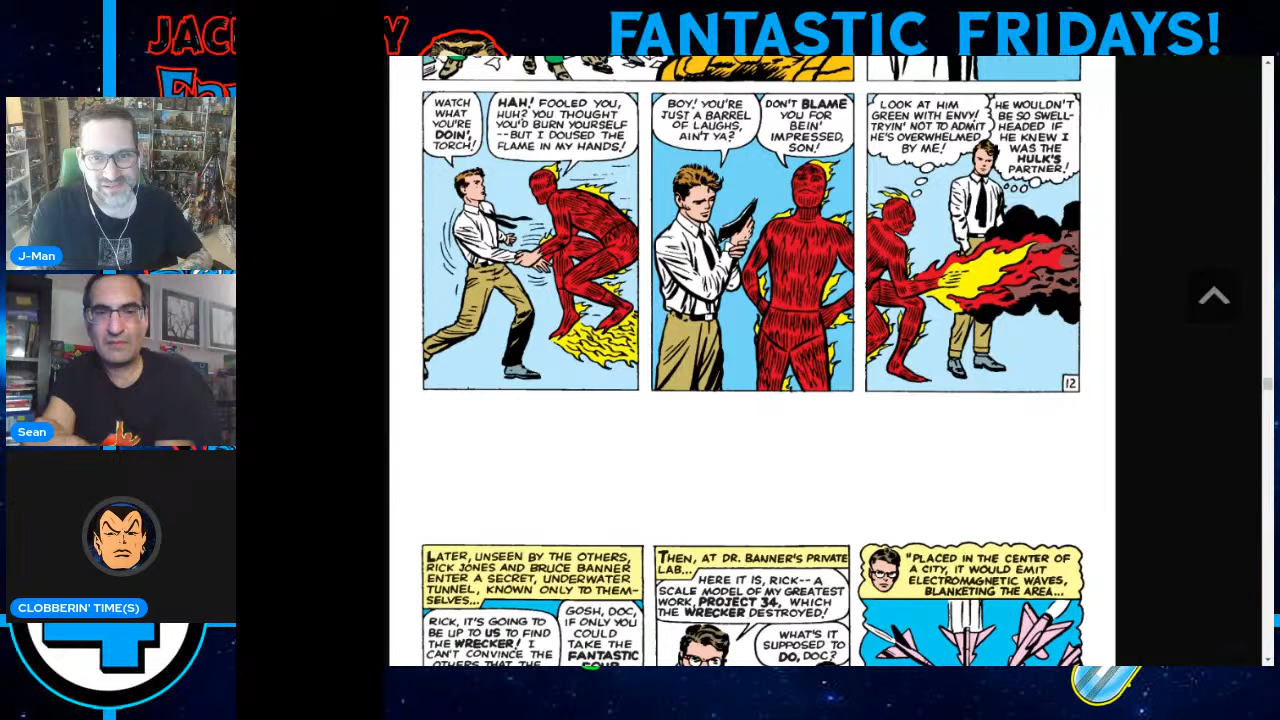 FANTASTIC FRIDAYS!
J-Man
Sean
CLOBBERIN' TIME(S)
WATCH
WHAT
YOU'RE
DOIN',
TORCH!
HAH! FOOLED YOU,
HUH? YOU THOUGHT
YOU'D BURN YOURSELF
--BUT I DOUSED THE
FLAME IN MY HANDS!
BOY! YOU'RE
JUST A BARREL
OF LAUGHS,
AIN'T YA?
DON'T BLAME
YOU FOR
BEIN'
IMPRESSED,
SON!
LOOK AT HIM
GREEN WITH ENVY!
TRYIN' NOT TO ADMIT
HE'S OVERWHELMED
BY ME!
HE WOULDN'T
BE SO SWELL-
HEADED IF
HE KNEW I
WAS THE
HULK'S
PARTNER!
12
LATER, UNSEEN BY THE OTHERS,
RICK JONES AND BRUCE BANNER
ENTER A SECRET, UNDERWATER
TUNNEL, KNOWN ONLY TO THEM-
SELVES...
RICK, IT'S GOING TO
BE UP TO US TO FIND
THE WRECKER! I
CAN'T CONVINCE THE
OTHERS THAT THE
GOSH, DOC,
IF ONLY YOU
COULD
TAKE THE
FANTASTIC
THEN, AT DR. BANNER'S PRIVATE
LAB...
HERE IT IS, RICK-- A
SCALE MODEL OF MY GREATEST
WORK, PROJECT 34, WHICH
THE WRECKER DESTROYED!
WHAT'S IT
SUPPOSED TO
DO, DOC?
"PLACED IN THE CENTER OF
A CITY, IT WOULD EMIT
ELECTROMAGNETIC WAVES,
BLANKETING THE AREA...